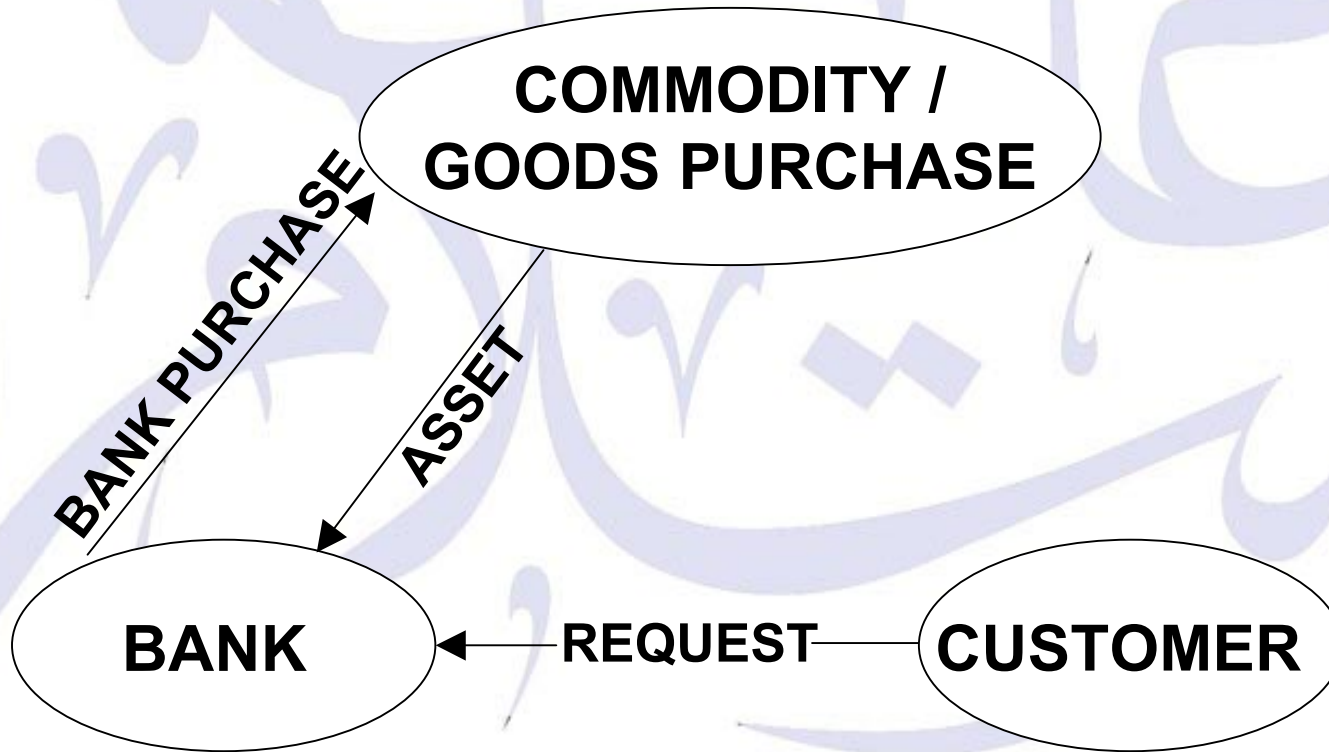 COMMODITY /
GOODS PURCHASE
BANK PURCHASE
ASSET
BANK
REQUEST
CUSTOMER